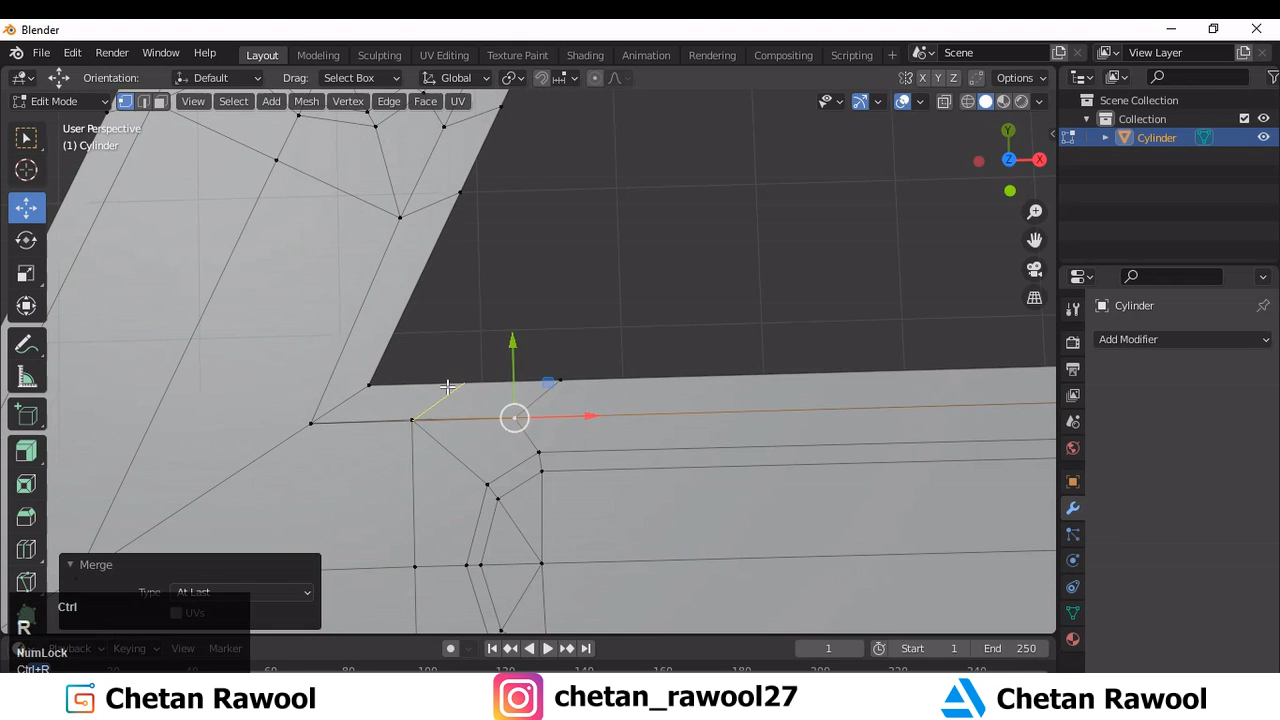 Blender
File Edit Render Window Help Layout Modeling Sculpting UV Editing Texture Paint Shading Animation Rendering Compositing Scripting + Scene View Layer
Orientation: Default Drag: Select Box Global X Y Z Options
Edit Mode View Select Add Mesh Vertex Edge Face UV
User Perspective
(1) Cylinder
Y
Z X
Scene Collection
Collection
Cylinder
Cylinder
Add Modifier
Merge
Type At Last
UVs
Ctrl
R
NumLock
Ctrl+R
Playback Keying View Marker 1 Start 1 End 250
Chetan Rawool chetan_rawool27 Chetan Rawool